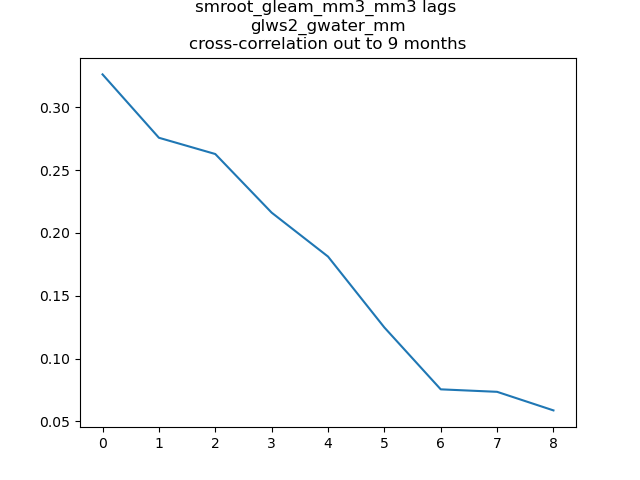 smroot_gleam_mm3_mm3 lags
glws2_gwater_mm
cross-correlation out to 9 months
0.30
0.25
0.20
0.15
0.10
0.05
0 1 2 3 4 5 6 7 8